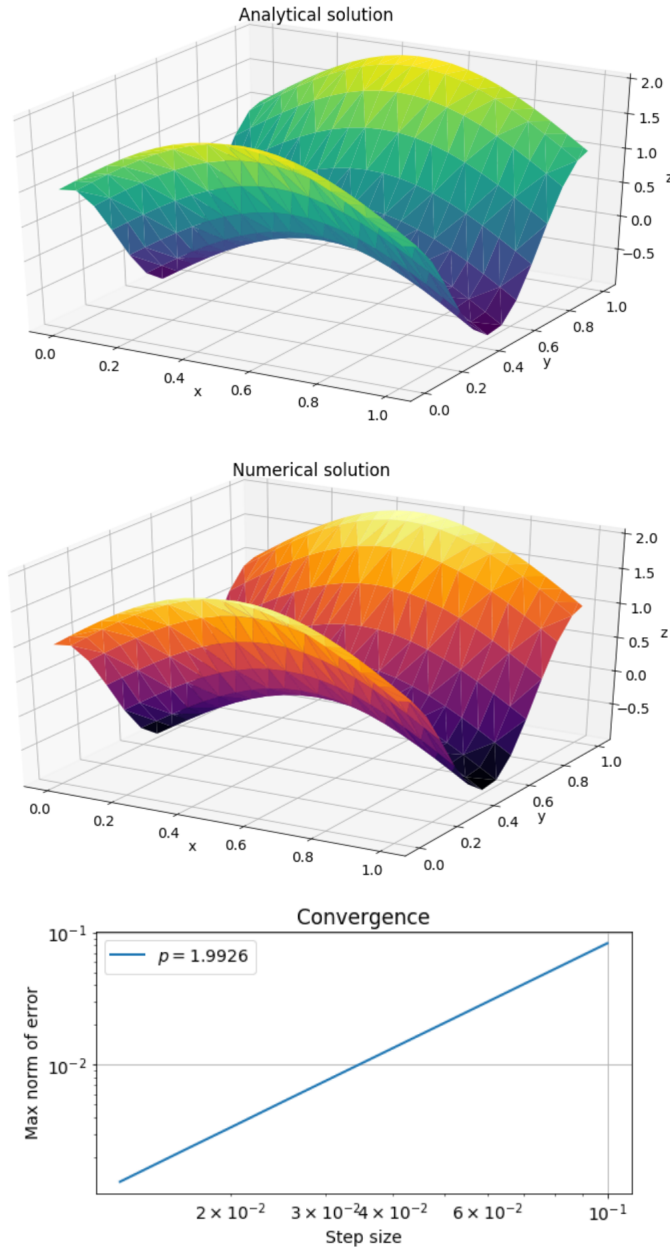 Analytical solution
2.0
1.5
1.0
0.5
0.0
−0.5
z
0.0
0.2
0.4
0.6
0.8
1.0
x
0.0
0.2
0.4
0.6
0.8
1.0
y
Numerical solution
2.0
1.5
1.0
0.5
0.0
−0.5
z
0.0
0.2
0.4
0.6
0.8
1.0
x
0.0
0.2
0.4
0.6
0.8
1.0
y
Convergence
p = 1.9926
10⁻¹
10⁻²
Max norm of error
2 × 10⁻² 3 × 10⁻² 4 × 10⁻² 6 × 10⁻² 10⁻¹
Step size